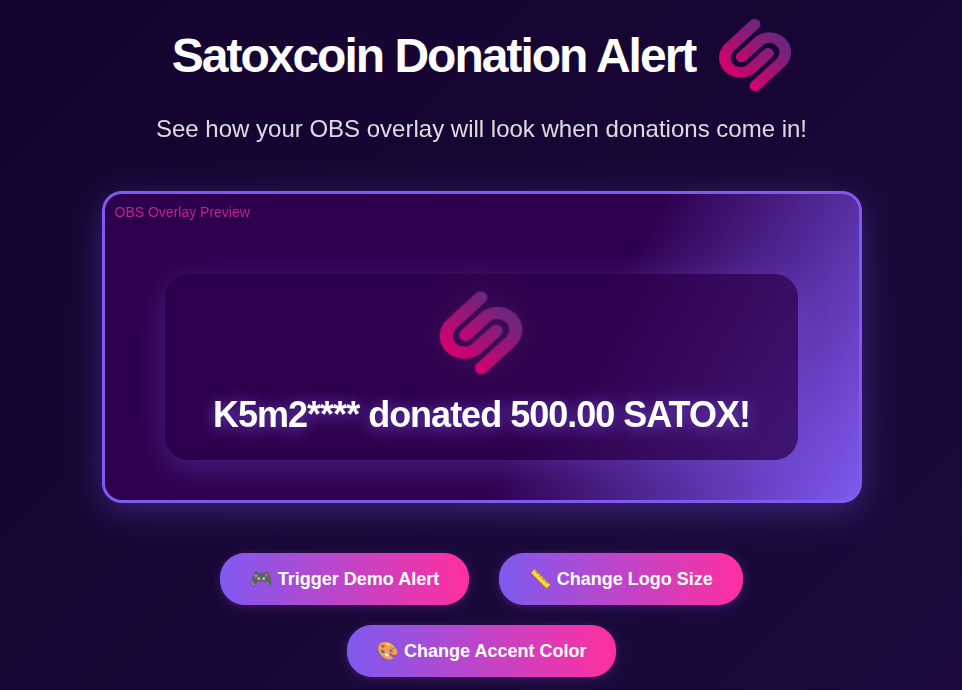 Satoxcoin Donation Alert
See how your OBS overlay will look when donations come in!
OBS Overlay Preview
K5m2**** donated 500.00 SATOX!
🎮 Trigger Demo Alert
📏 Change Logo Size
🎨 Change Accent Color